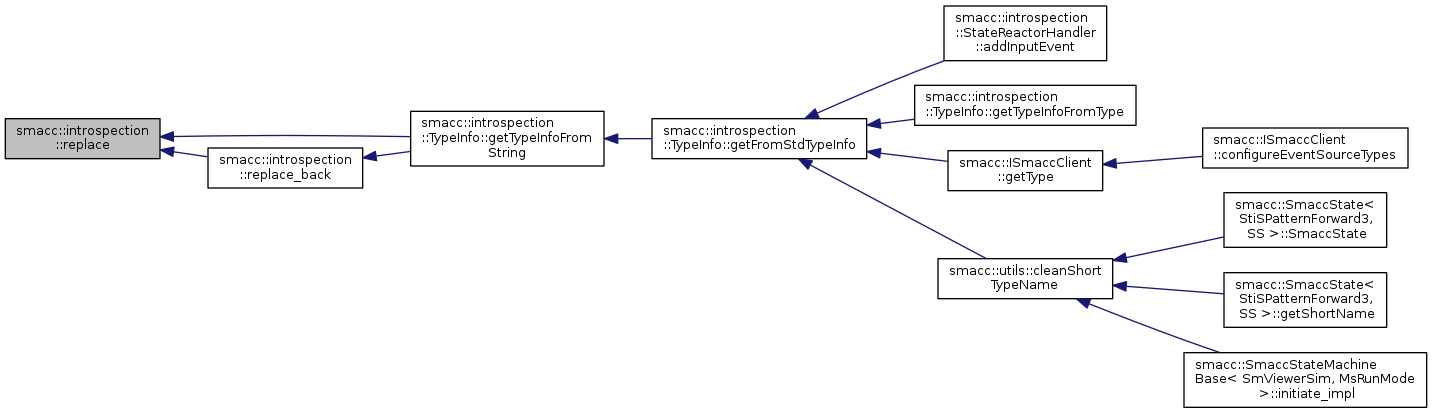 smacc::introspection
::replace
smacc::introspection
::replace_back
smacc::introspection
::TypeInfo::getTypeInfoFrom
String
smacc::introspection
::TypeInfo::getFromStdTypeInfo
smacc::introspection
::StateReactorHandler
::addInputEvent
smacc::introspection
::TypeInfo::getTypeInfoFromType
smacc::ISmaccClient
::getType
smacc::ISmaccClient
::configureEventSourceTypes
smacc::utils::cleanShort
TypeName
smacc::SmaccState<
StiSPatternForward3,
SS >::SmaccState
smacc::SmaccState<
StiSPatternForward3,
SS >::getShortName
smacc::SmaccStateMachine
Base< SmViewerSim, MsRunMode
>::initiate_impl